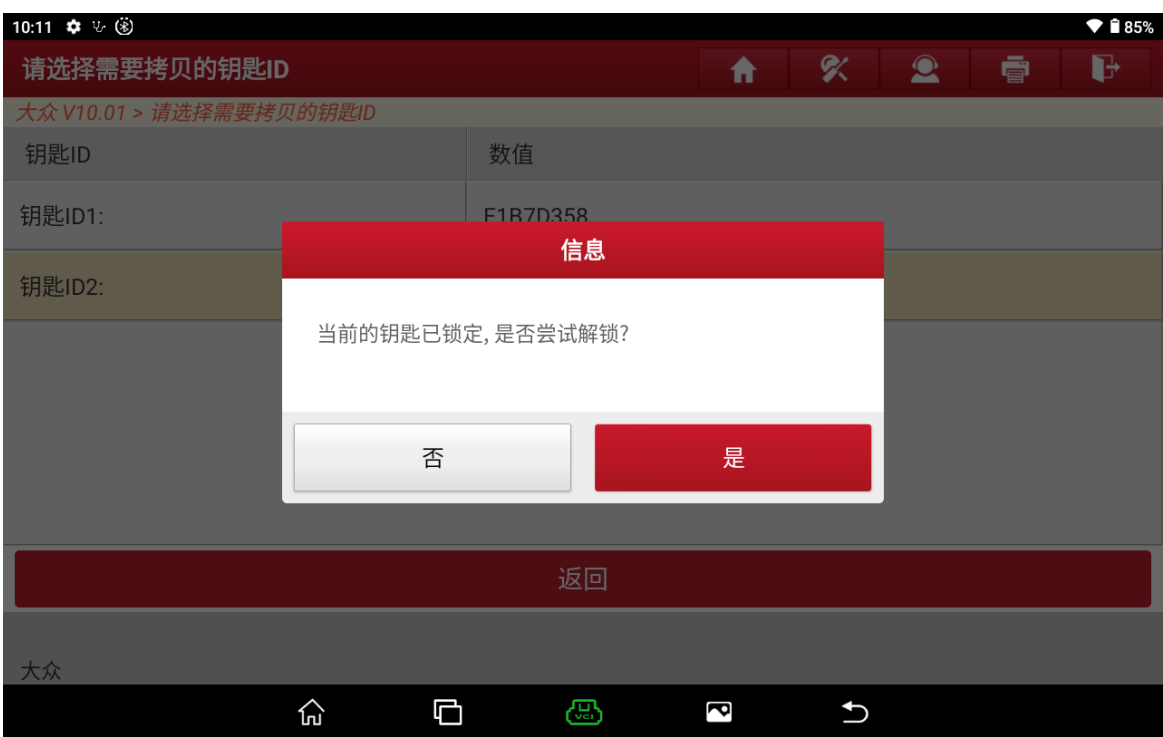 10:11
85%
请选择需要拷贝的钥匙ID
大众 V10.01 > 请选择需要拷贝的钥匙ID
钥匙ID 数值
钥匙ID1:
钥匙ID2:
信息
当前的钥匙已锁定, 是否尝试解锁?
否 是
返回
大众
VCI